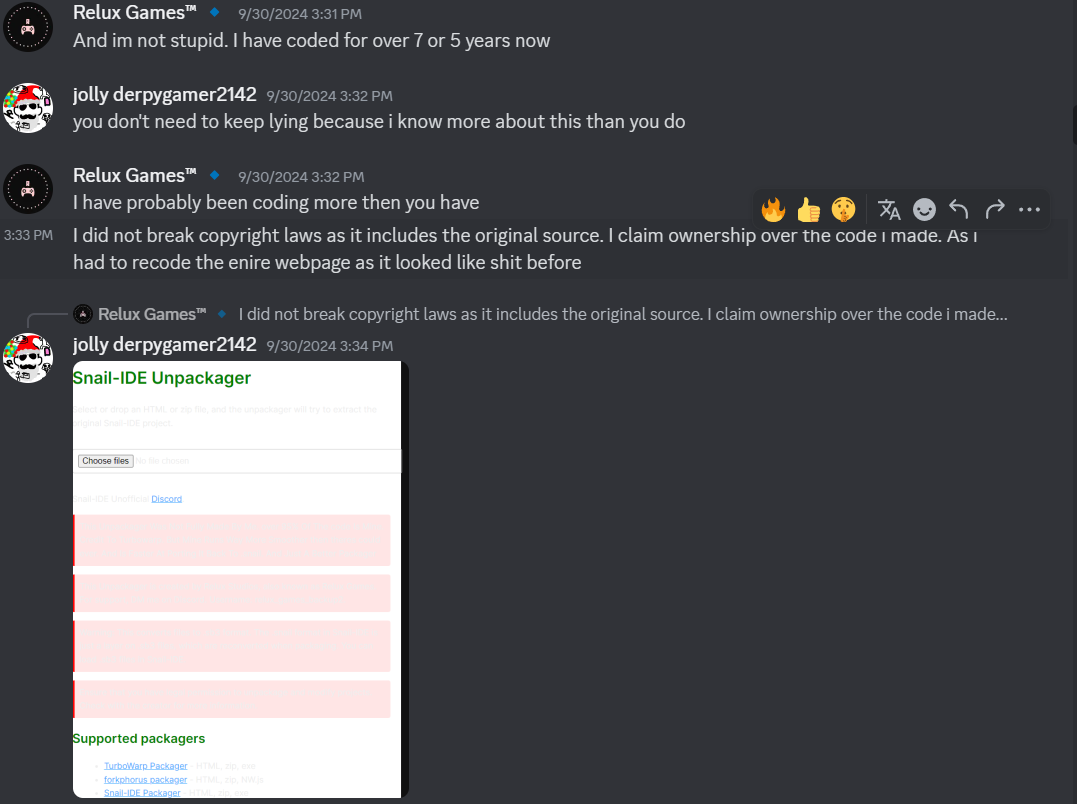 Relux Games™ 9/30/2024 3:31 PM
And im not stupid. I have coded for over 7 or 5 years now
jolly derpygamer2142 9/30/2024 3:32 PM
you don't need to keep lying because i know more about this than you do
Relux Games™ 9/30/2024 3:32 PM
I have probably been coding more then you have
3:33 PM I did not break copyright laws as it includes the original source. I claim ownership over the code i made. As i
had to recode the enire webpage as it looked like shit before
Relux Games™ I did not break copyright laws as it includes the original source. I claim ownership over the code i made...
jolly derpygamer2142 9/30/2024 3:34 PM
Snail-IDE Unpackager
Select or drop an HTML or zip file, and the unpackager will try to extract the
original Snail-IDE project.
Choose files No file chosen
Snail-IDE Unofficial Discord
Supported packagers
TurboWarp Packager - HTML, zip, exe
forkphorus packager - HTML, zip, NW.js
Snail-IDE Packager - HTML, zip, exe